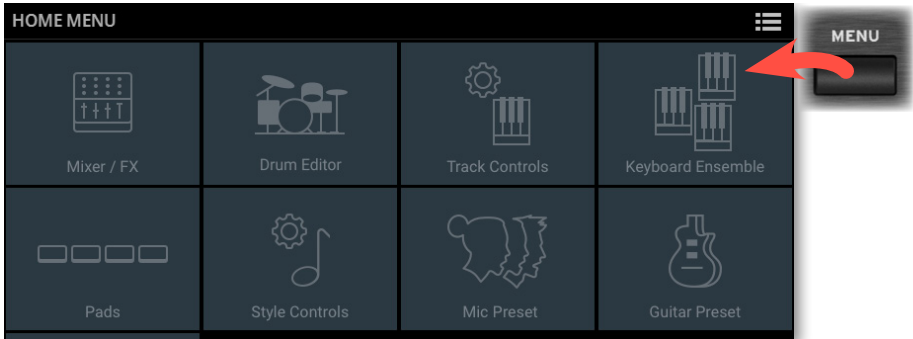 HOME MENU
MENU
Mixer / FX
Drum Editor
Track Controls
Keyboard Ensemble
Pads
Style Controls
Mic Preset
Guitar Preset